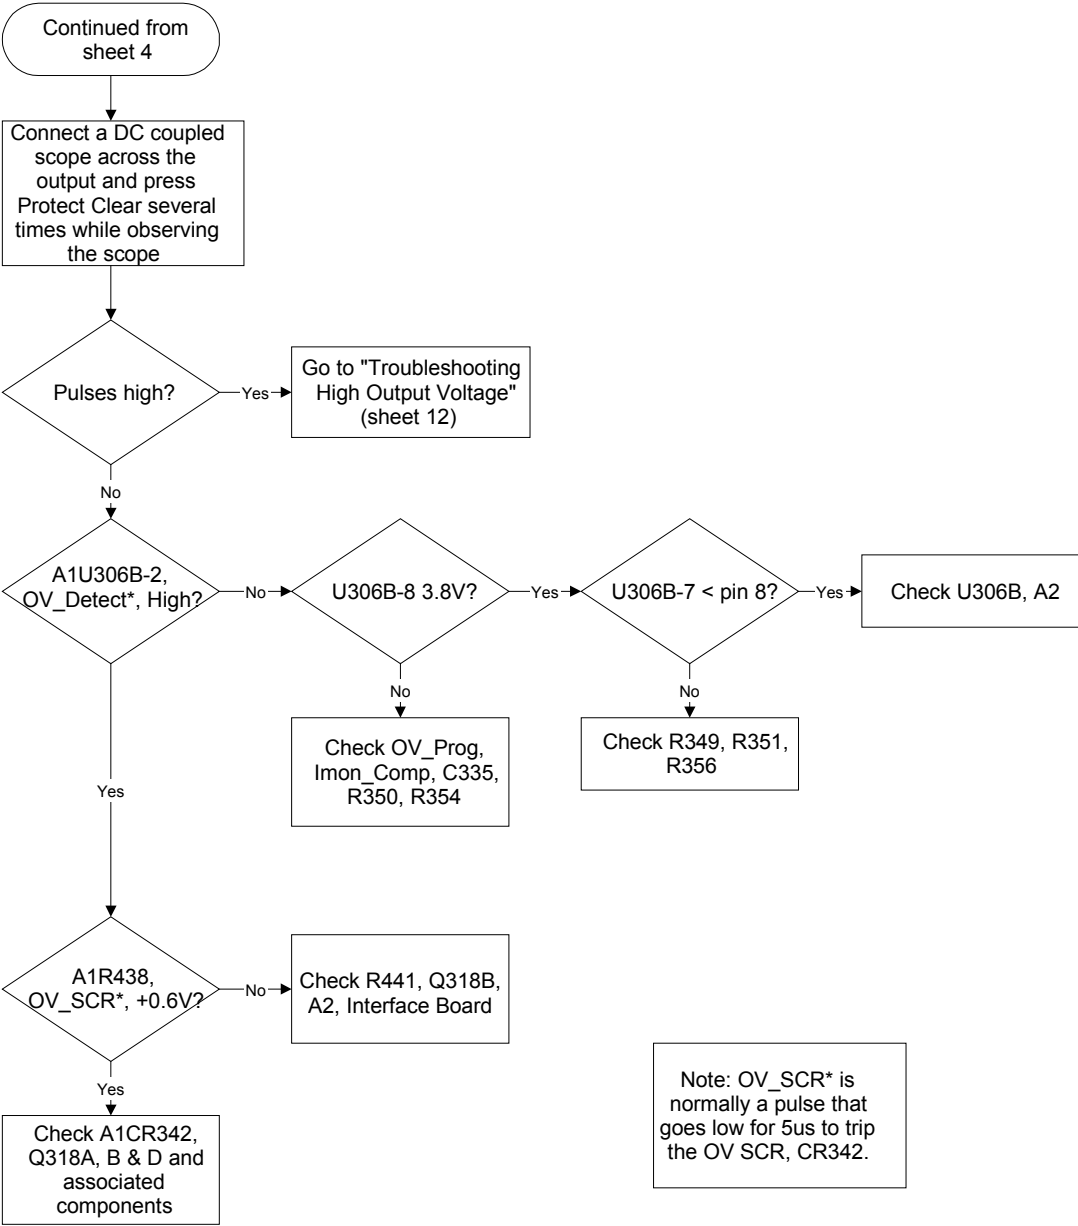 Continued from
sheet 4
Connect a DC coupled
scope across the
output and press
Protect Clear several
times while observing
the scope
Pulses high?
Yes
Go to "Troubleshooting
High Output Voltage"
(sheet 12)
No
A1U306B-2,
OV_Detect*, High?
No
U306B-8 3.8V?
Yes
U306B-7 < pin 8?
Yes
Check U306B, A2
No
Check OV_Prog,
Imon_Comp, C335,
R350, R354
No
Check R349, R351,
R356
Yes
A1R438,
OV_SCR*, +0.6V?
No
Check R441, Q318B,
A2, Interface Board
Yes
Check A1CR342,
Q318A, B & D and
associated
components
Note: OV_SCR* is
normally a pulse that
goes low for 5us to trip
the OV SCR, CR342.